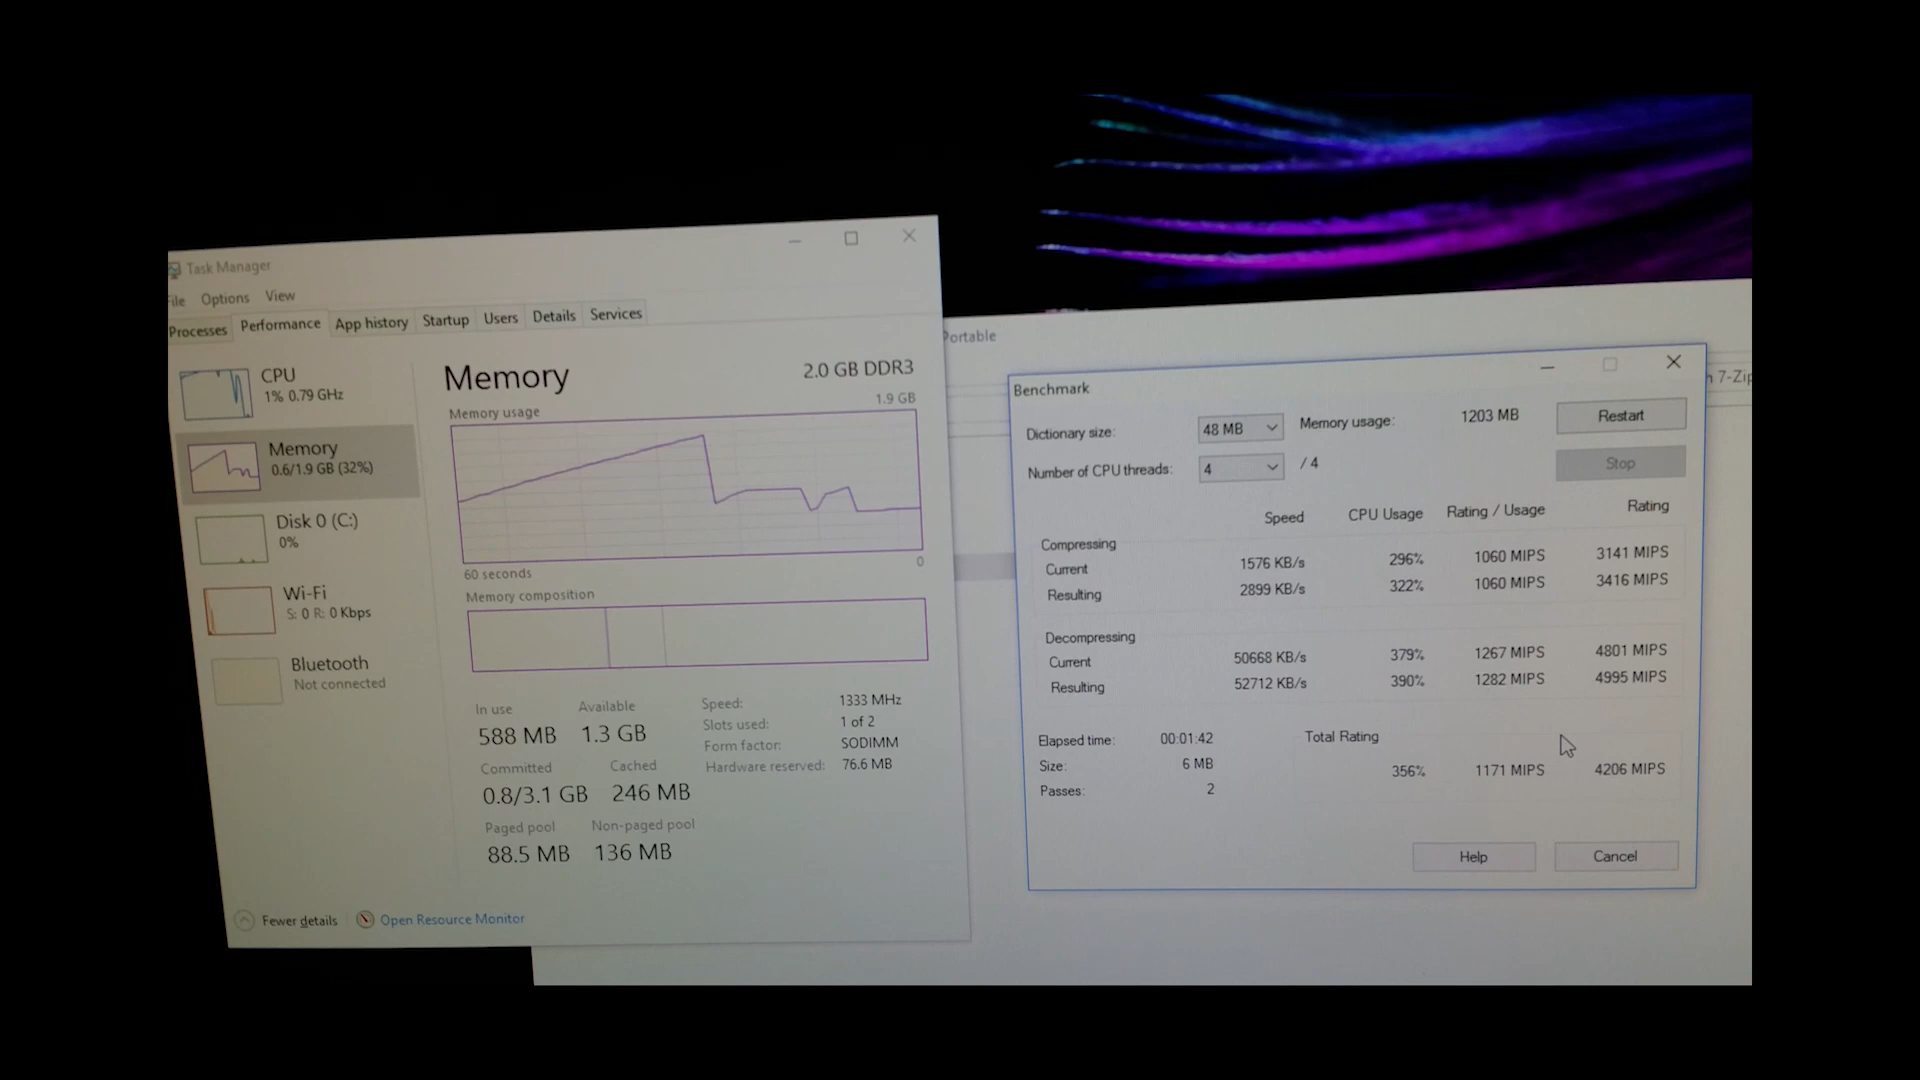 Task Manager
File Options View
Processes Performance App history Startup Users Details Services
CPU
1% 0.79 GHz
Memory
0.6/1.9 GB (32%)
Disk 0 (C:)
0%
Wi-Fi
S: 0 R: 0 Kbps
Bluetooth
Not connected
Memory 2.0 GB DDR3
Memory usage 1.9 GB
60 seconds 0
Memory composition
In use Available
588 MB 1.3 GB
Committed Cached
0.8/3.1 GB 246 MB
Paged pool Non-paged pool
88.5 MB 136 MB
Speed: 1333 MHz
Slots used: 1 of 2
Form factor: SODIMM
Hardware reserved: 76.6 MB
Fewer details Open Resource Monitor
Portable
7-Zip
Benchmark
Dictionary size: 48 MB Memory usage: 1203 MB Restart
Number of CPU threads: 4 / 4 Stop
Speed CPU Usage Rating / Usage Rating
Compressing
Current 1576 KB/s 296% 1060 MIPS 3141 MIPS
Resulting 2899 KB/s 322% 1060 MIPS 3416 MIPS
Decompressing
Current 50668 KB/s 379% 1267 MIPS 4801 MIPS
Resulting 52712 KB/s 390% 1282 MIPS 4995 MIPS
Elapsed time: 00:01:42 Total Rating
Size: 6 MB 356% 1171 MIPS 4206 MIPS
Passes: 2
Help Cancel